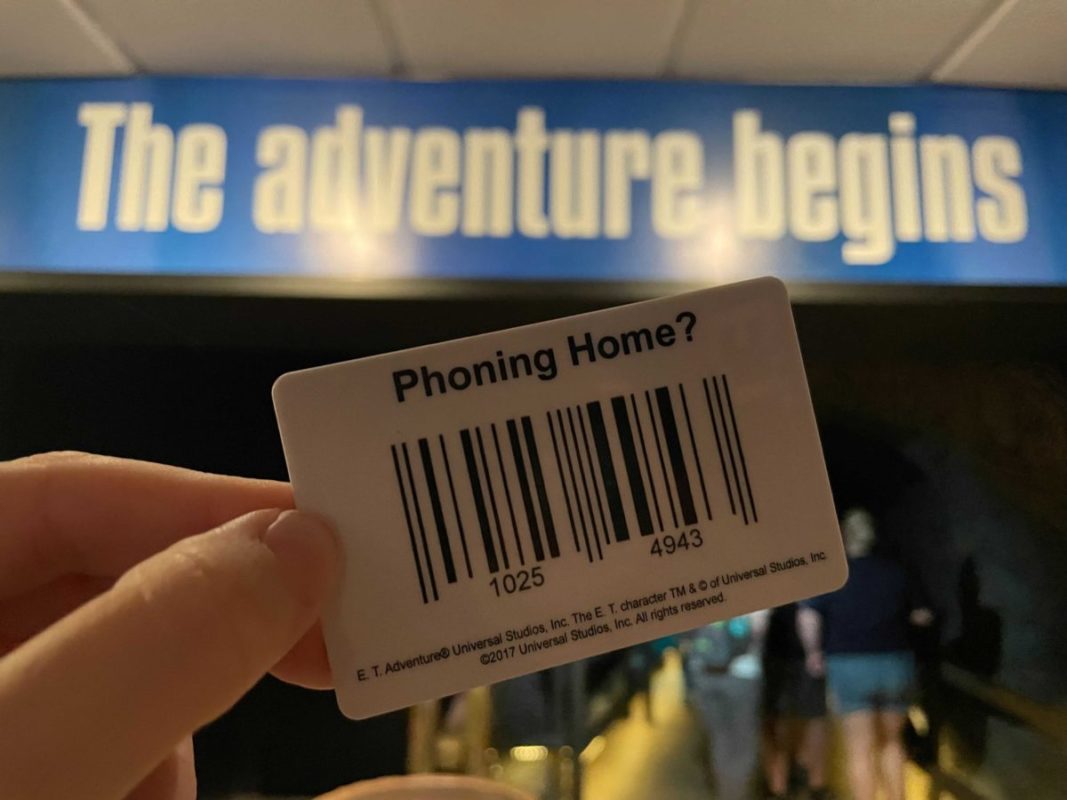 The adventure begins
Phoning Home?
1025 4943
E. T. Adventure® Universal Studios, Inc. The E. T. character TM & © of Universal Studios, Inc.
©2017 Universal Studios, Inc. All rights reserved.